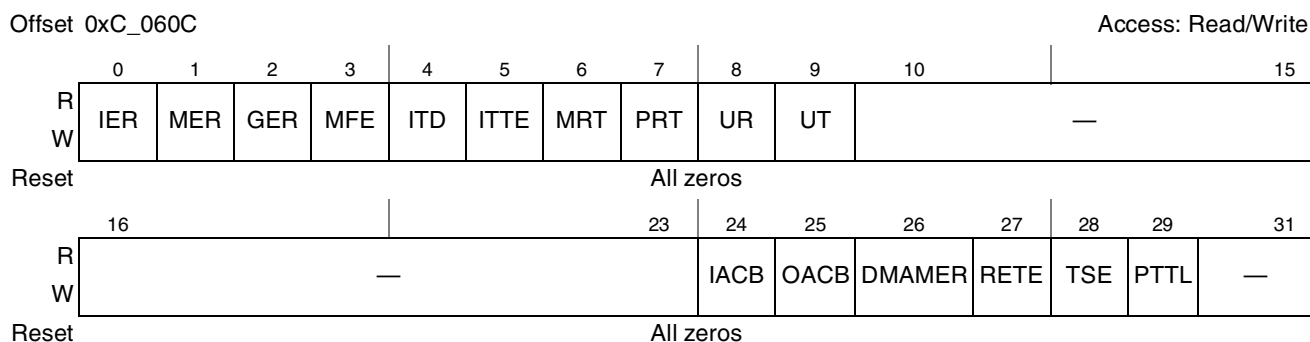 Offset 0xC_060C Access: Read/Write
0 1 2 3 4 5 6 7 8 9 10 15
R
IER MER GER MFE ITD ITTE MRT PRT UR UT —
W
Reset All zeros
16 23 24 25 26 27 28 29 31
R
— IACB OACB DMAMER RETE TSE PTTL —
W
Reset All zeros